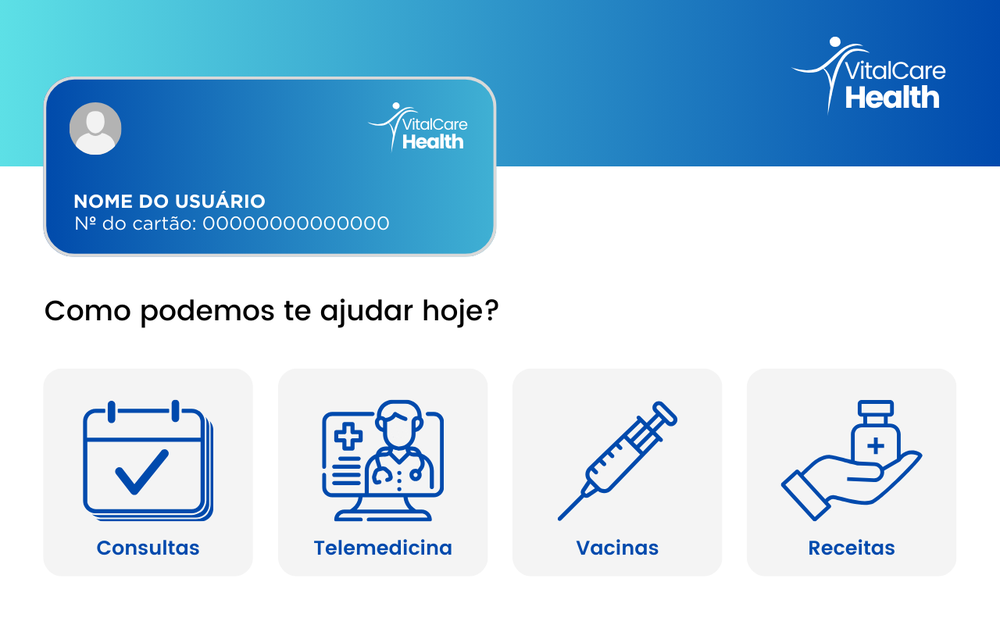 VitalCare
Health
VitalCare
Health
NOME DO USUÁRIO
Nº do cartão: 00000000000000
Como podemos te ajudar hoje?
Consultas
Telemedicina
Vacinas
Receitas